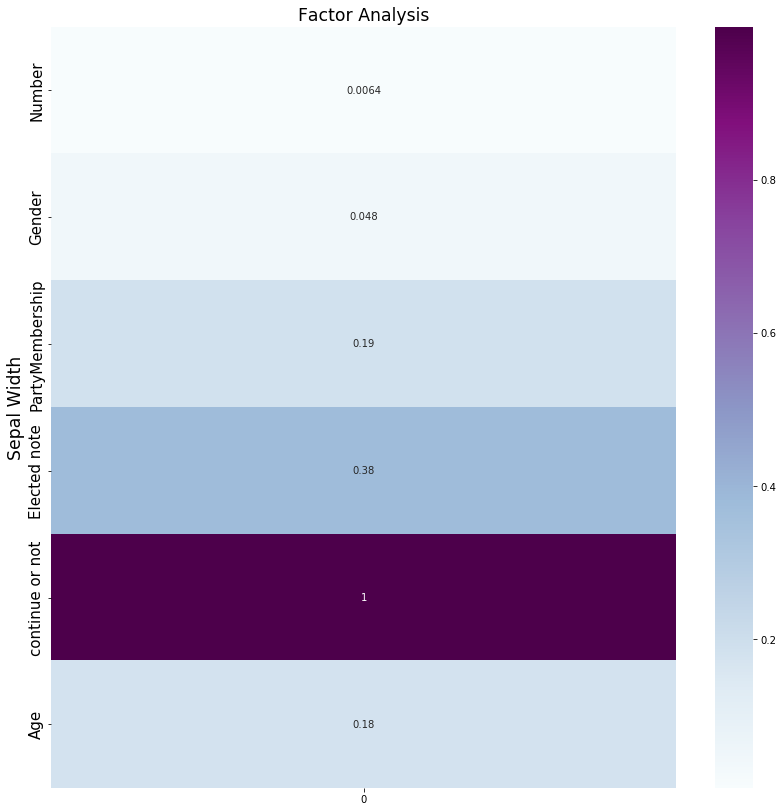 Factor Analysis
Number
0.0064
Gender
0.048
PartyMembership
0.19
Sepal Width
Elected note
0.38
continue or not
1
Age
0.18
0
0.8
0.6
0.4
0.2